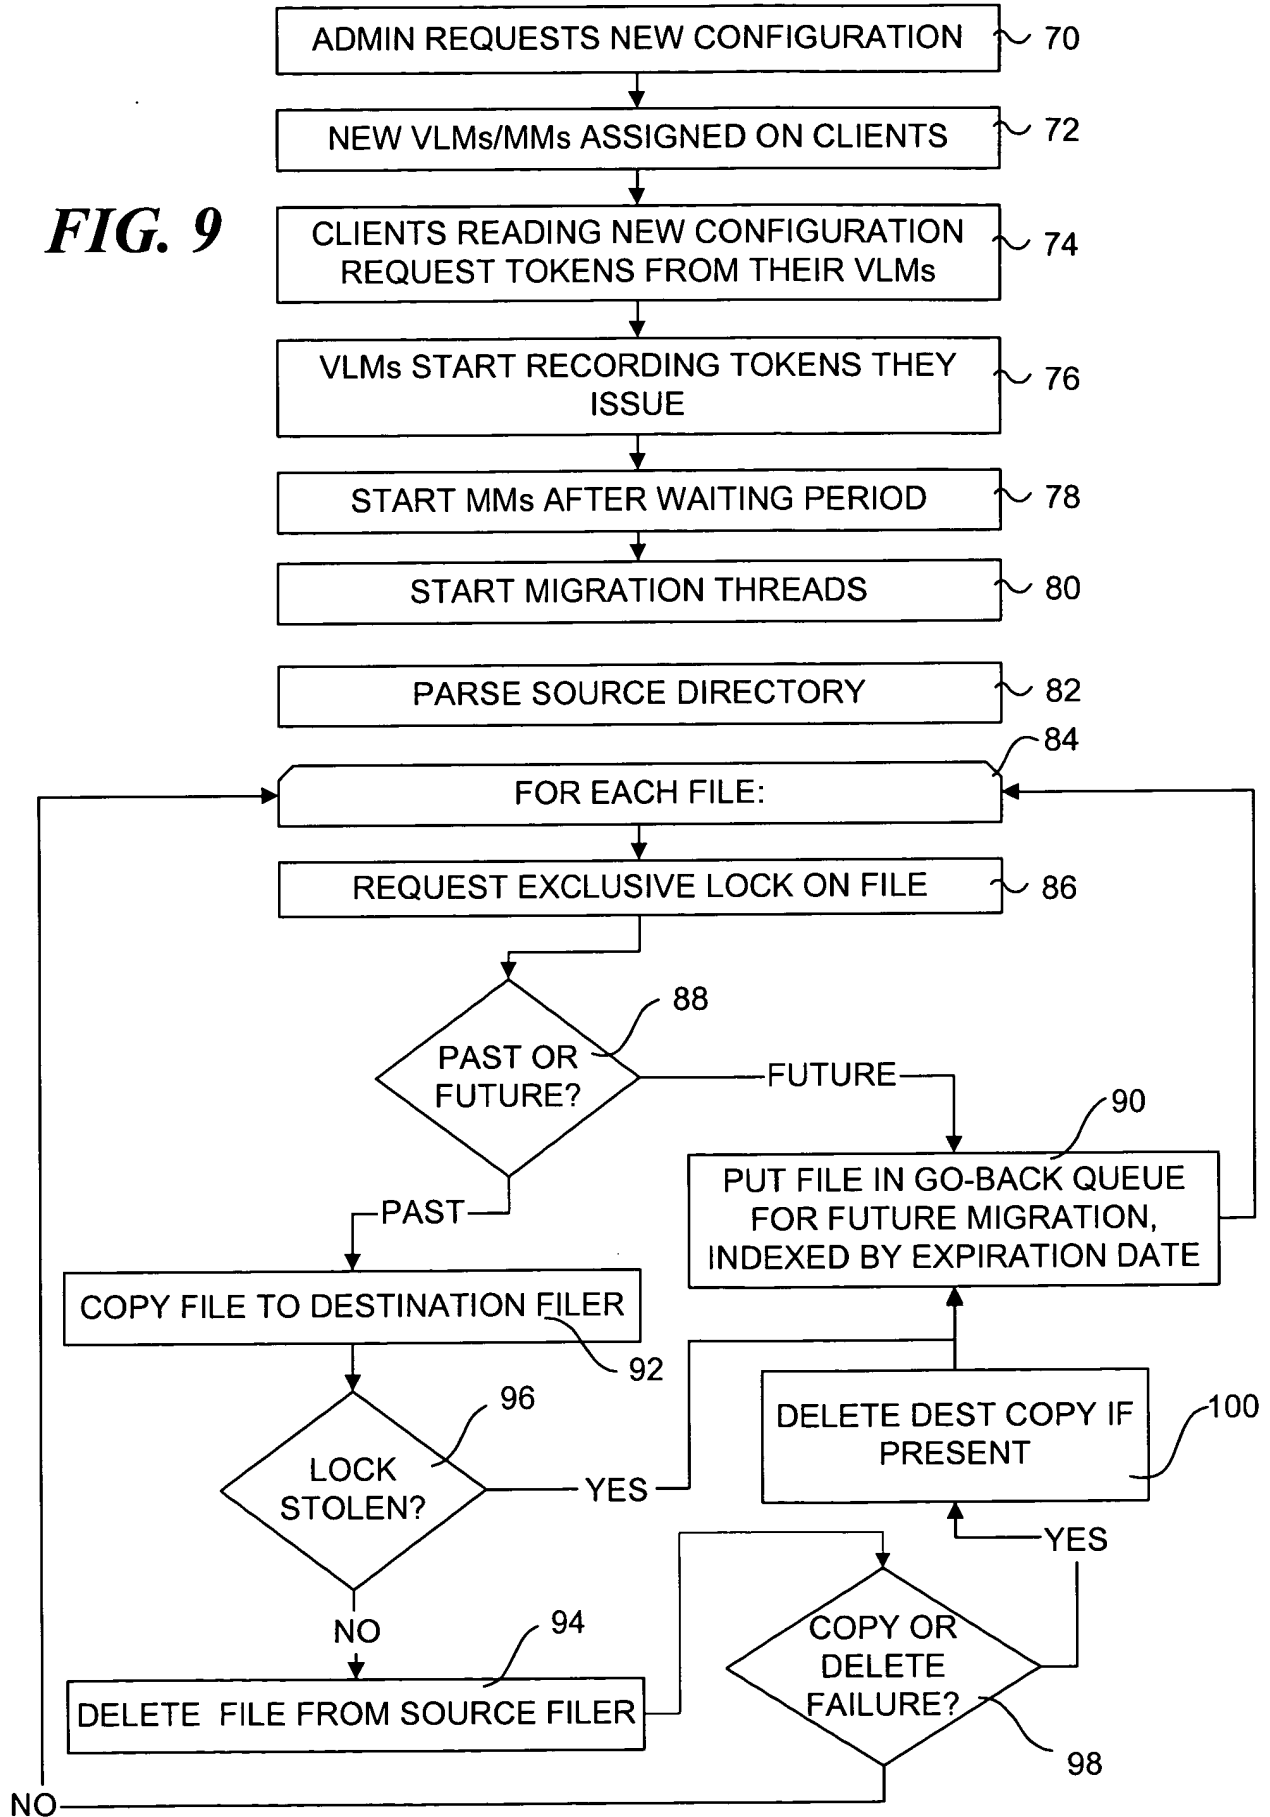 ADMIN REQUESTS NEW CONFIGURATION
70
NEW VLMs/MMs ASSIGNED ON CLIENTS
72
FIG. 9
CLIENTS READING NEW CONFIGURATION
REQUEST TOKENS FROM THEIR VLMs
74
VLMs START RECORDING TOKENS THEY
ISSUE
76
START MMs AFTER WAITING PERIOD
78
START MIGRATION THREADS
80
PARSE SOURCE DIRECTORY
82
84
FOR EACH FILE:
REQUEST EXCLUSIVE LOCK ON FILE
86
88
PAST OR
FUTURE?
FUTURE
90
PUT FILE IN GO-BACK QUEUE
FOR FUTURE MIGRATION,
INDEXED BY EXPIRATION DATE
PAST
COPY FILE TO DESTINATION FILER
92
96
LOCK
STOLEN?
YES
DELETE DEST COPY IF
PRESENT
100
YES
NO
94
DELETE FILE FROM SOURCE FILER
COPY OR
DELETE
FAILURE?
98
NO